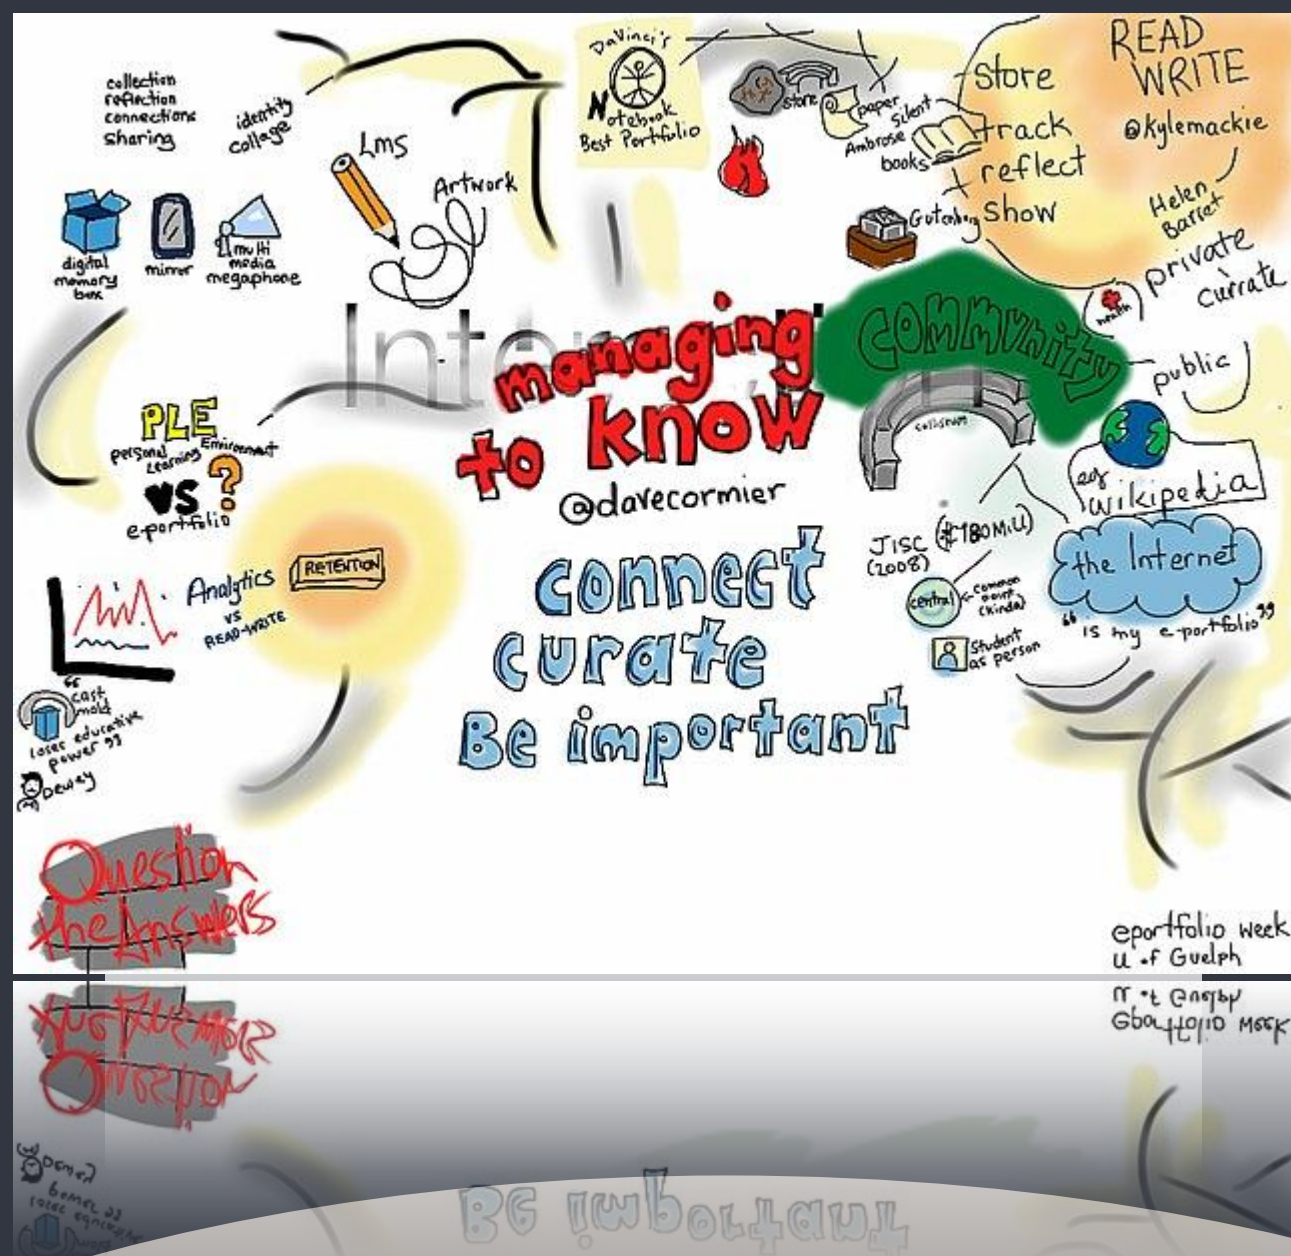 collection
reflection
connections
sharing
identity
collage
Lms
Artwork
DaVinci's
Notebook
Best Portfolio
store
paper
Silent
Ambrose
books
Gutenberg
Store
track
reflect
show
READ
WRITE
@kylemackie
Helen
Barret
private
currate
health
public
digital
memory
box
mirror
multi
media
megaphone
managing
to know
@davecormier
connect
curate
Be important
COMMUNITY
eg
wikipedia
the Internet
"is my e-portfolio"
JISC
(2008)
central
common
point
(kinda)
Student
as person
PLE
personal
Learning Environment
VS ?
e-portfolio
Analytics
vs
READ-WRITE
RETENTION
"cast
mold
loses educative
power"
Dewey
Question
the Answers
eportfolio week
u of Guelph